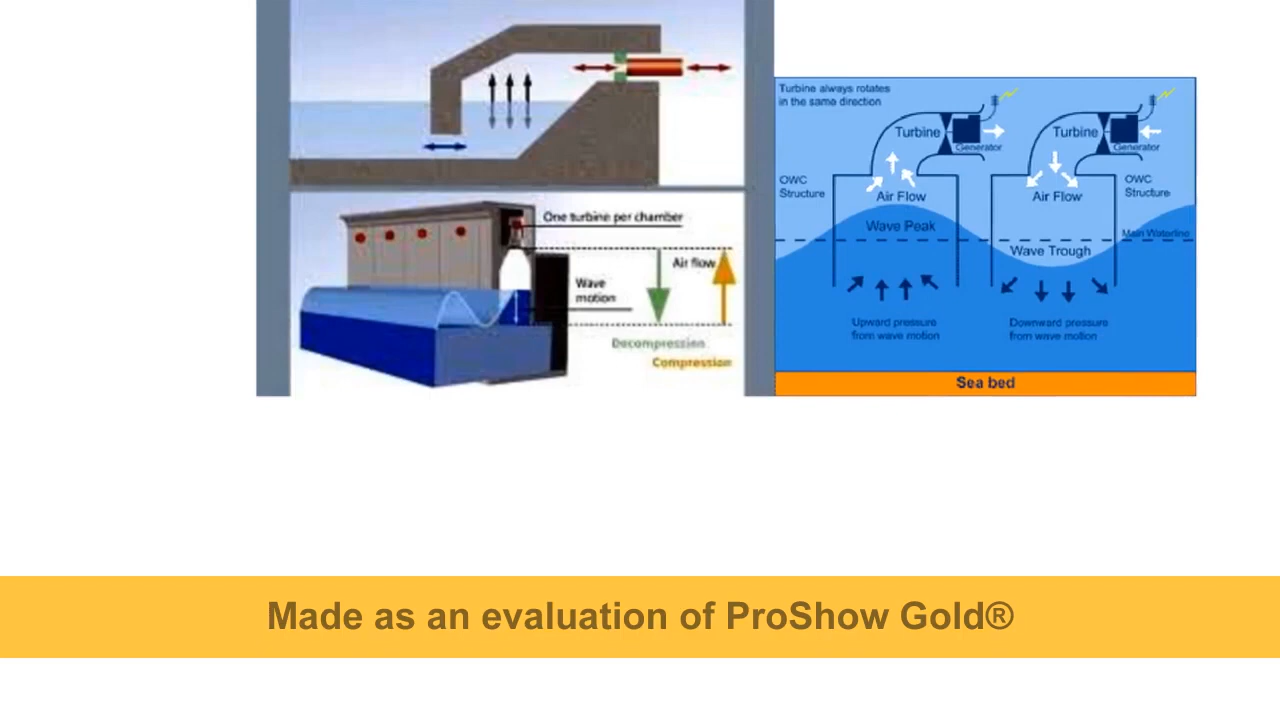 One turbine per chamber
Air flow
Wave
motion
Decompression
Compression
Turbine always rotates
in the same direction
Turbine
Generator
Turbine
Generator
OWC
Structure
OWC
Structure
Air Flow
Air Flow
Wave Peak
Main Waterline
Wave Trough
Upward pressure
from wave motion
Downward pressure
from wave motion
Sea bed
Made as an evaluation of ProShow Gold®